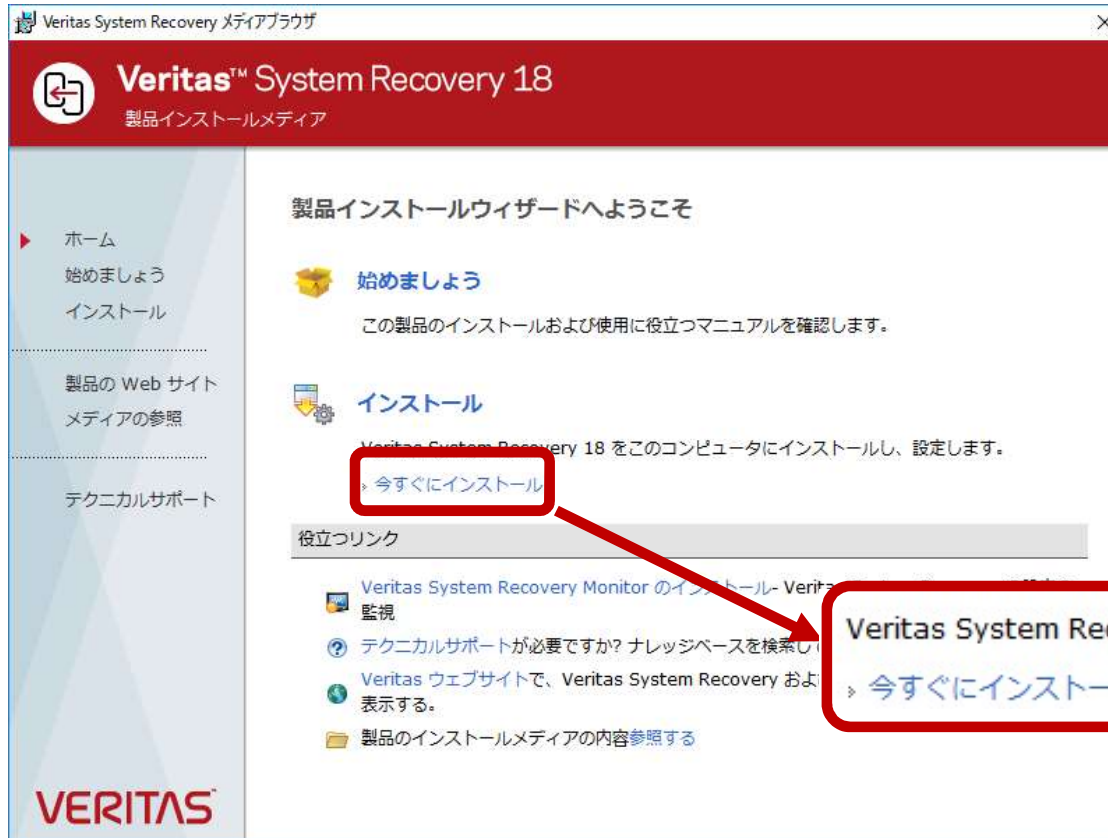 Veritas System Recovery メディアブラウザ
Veritas™ System Recovery 18
製品インストールメディア
ホーム
始めましょう
インストール
製品の Web サイト
メディアの参照
テクニカルサポート
VERITAS
製品インストールウィザードへようこそ
始めましょう
この製品のインストールおよび使用に役立つマニュアルを確認します。
インストール
Veritas System Recovery 18 をこのコンピュータにインストールし、設定します。
今すぐにインストール
役立つリンク
Veritas System Recovery Monitor のインストール- Veritas
監視
テクニカルサポートが必要ですか? ナレッジベースを検索して
Veritas ウェブサイトで、Veritas System Recovery およ
表示する。
製品のインストールメディアの内容参照する
Veritas System Rec
今すぐにインストー